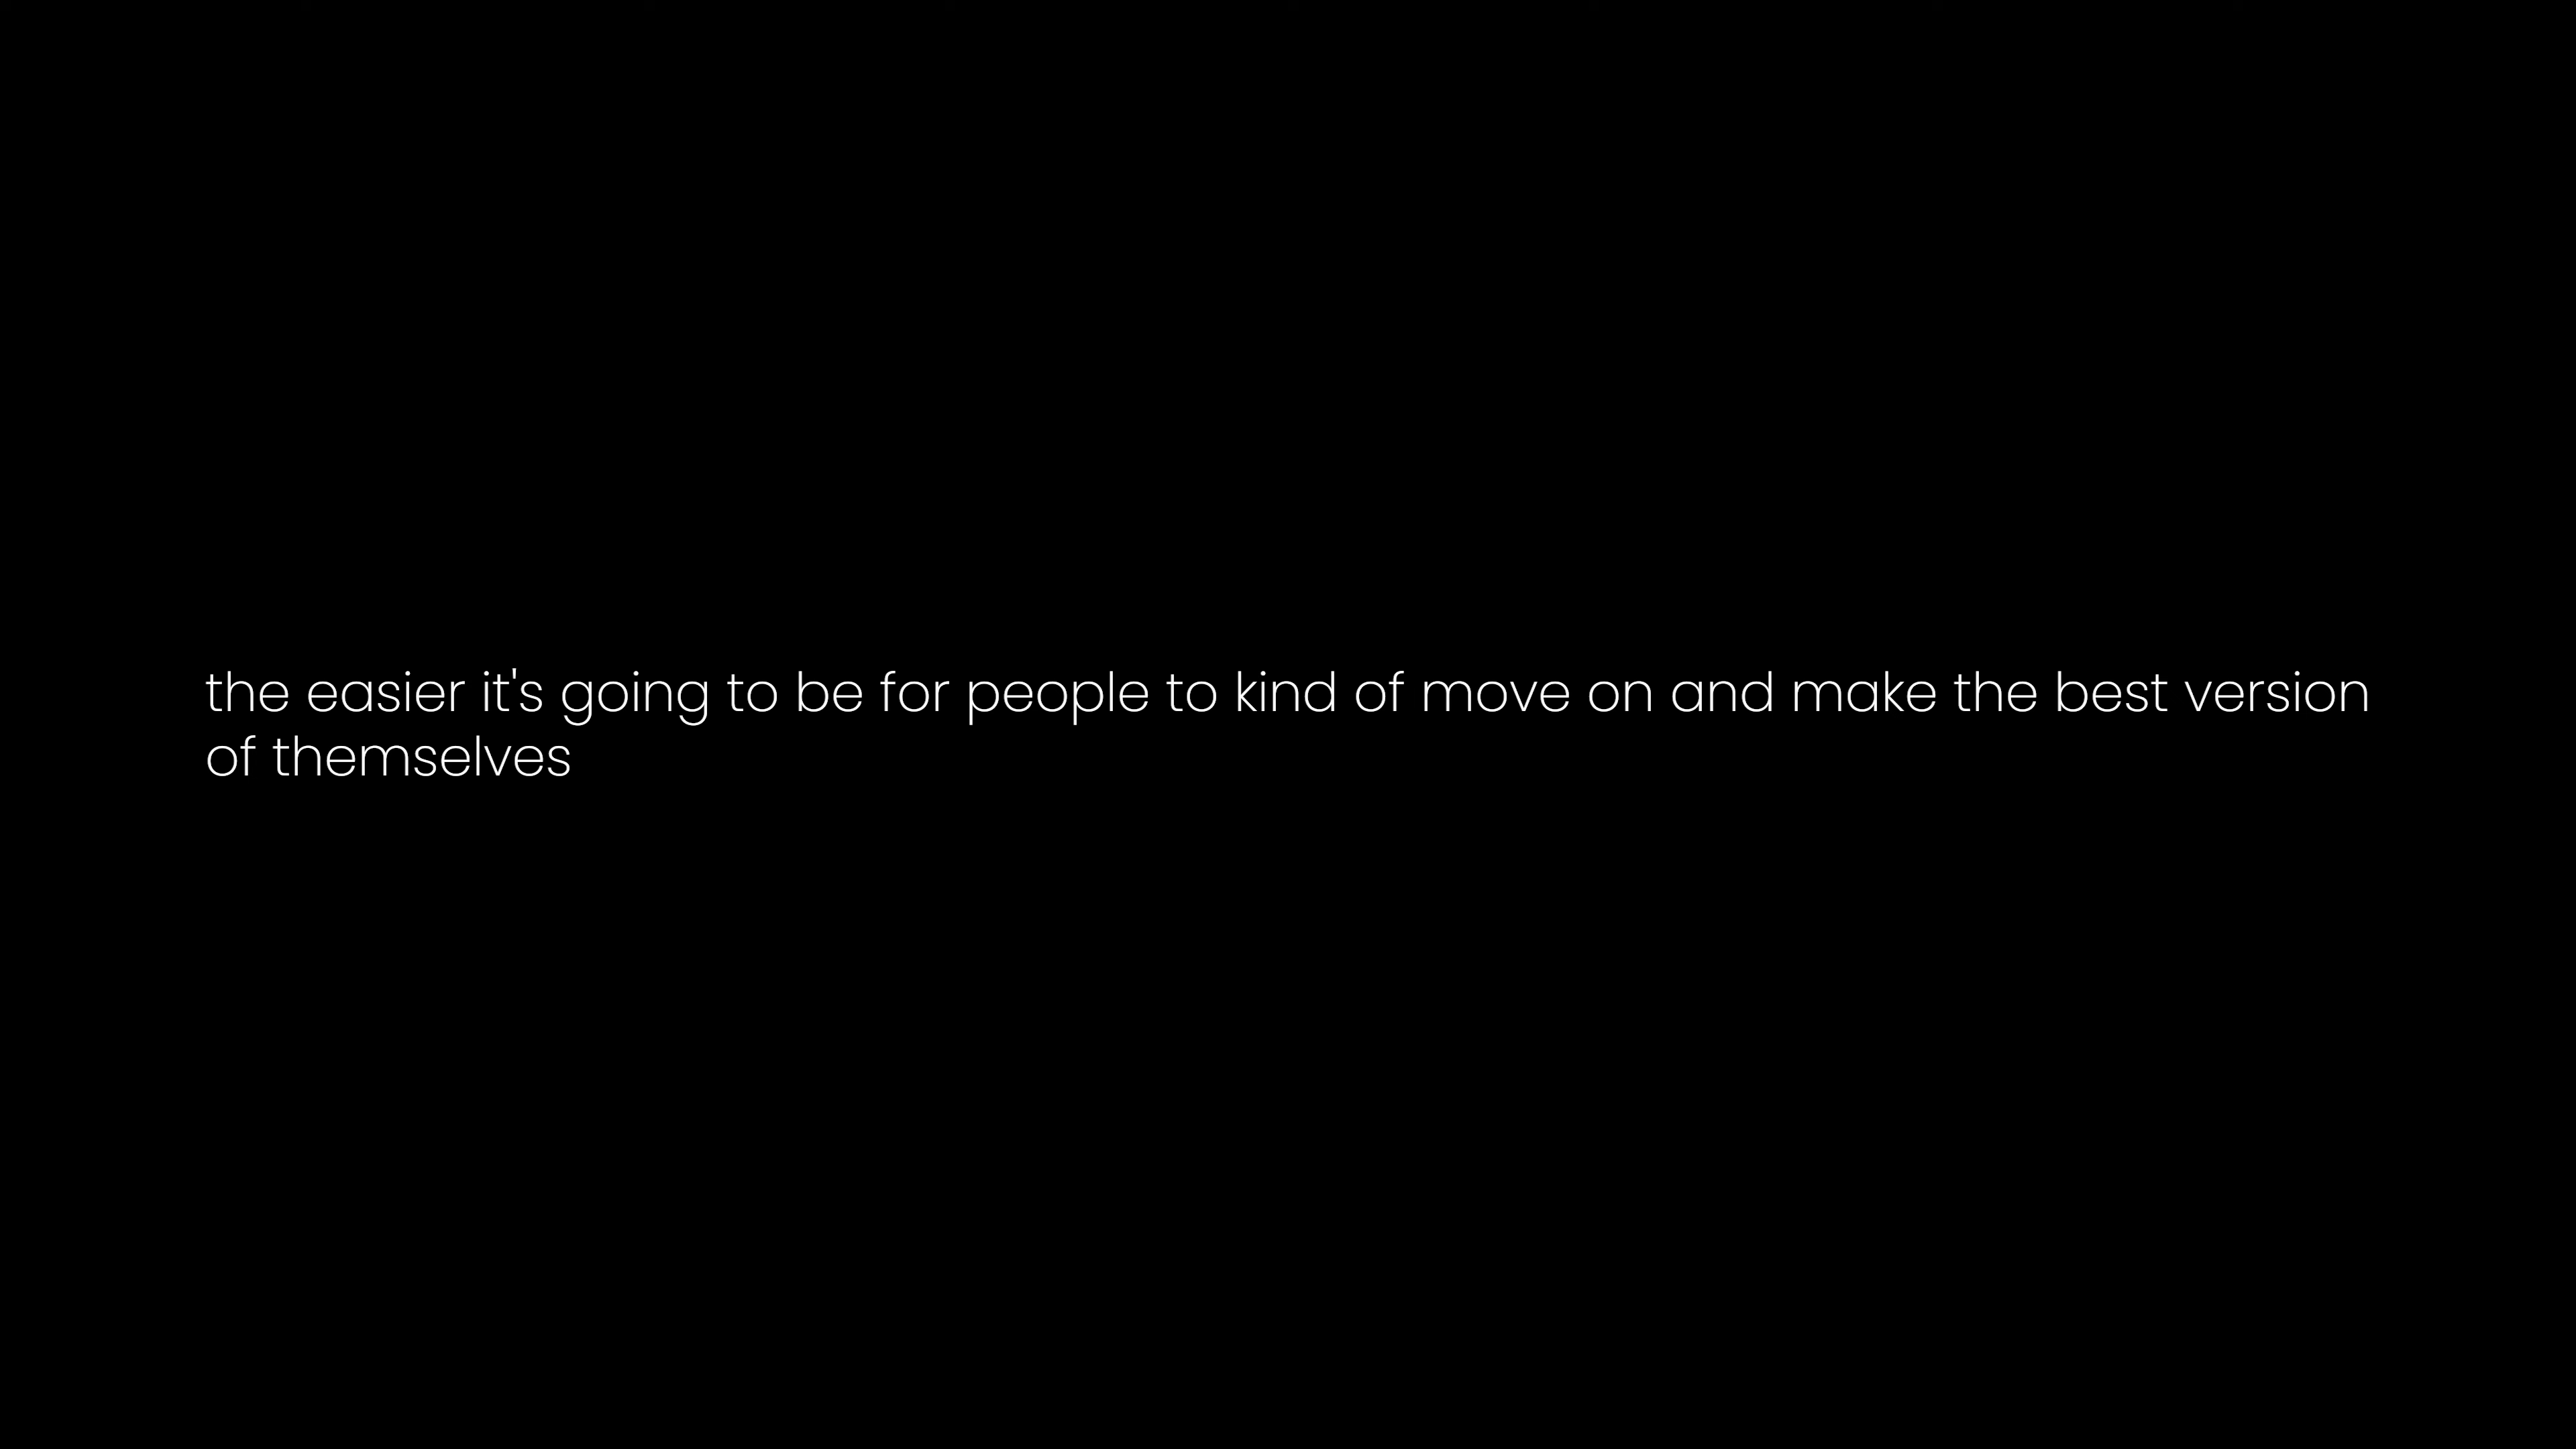 the easier it's going to be for people to kind of move on and make the best version
of themselves